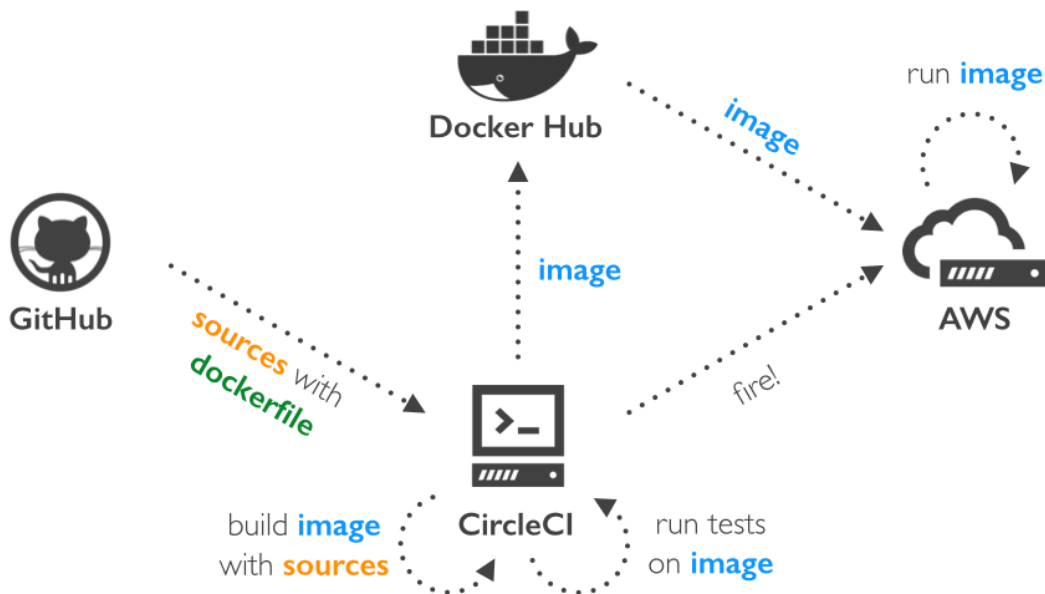 run image
Docker Hub
image
GitHub
image
AWS
sources with
dockerfile
fire!
>_
CircleCI
build image
with sources
run tests
on image